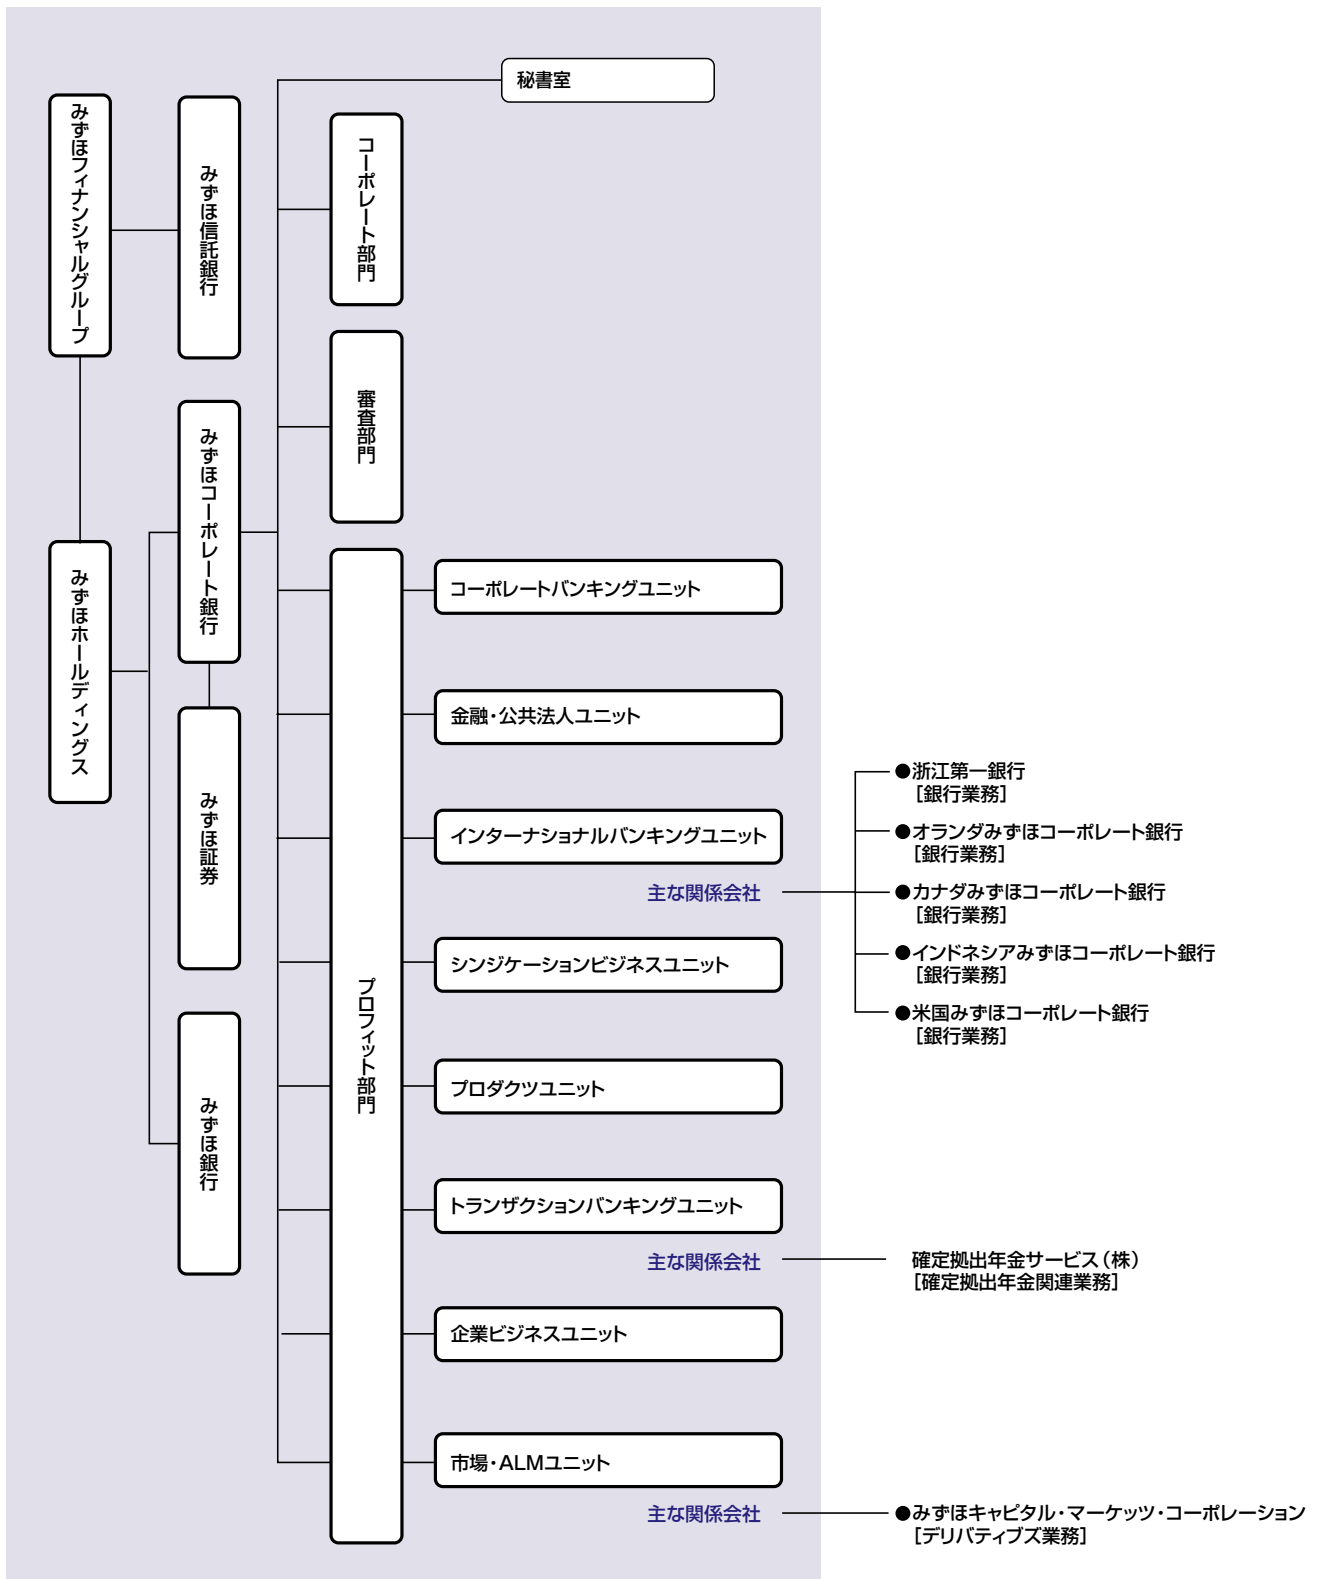 みずほフィナンシャルグループ
みずほホールディングス
みずほ信託銀行
みずほコーポレート銀行
みずほ証券
みずほ銀行
秘書室
コーポレート部門
審査部門
プロフィット部門
コーポレートバンキングユニット
金融・公共法人ユニット
インターナショナルバンキングユニット
主な関係会社
●浙江第一銀行
［銀行業務］
●オランダみずほコーポレート銀行
［銀行業務］
●カナダみずほコーポレート銀行
［銀行業務］
●インドネシアみずほコーポレート銀行
［銀行業務］
●米国みずほコーポレート銀行
［銀行業務］
シンジケーションビジネスユニット
プロダクツユニット
トランザクションバンキングユニット
主な関係会社
確定拠出年金サービス（株）
［確定拠出年金関連業務］
企業ビジネスユニット
市場・ALMユニット
主な関係会社
●みずほキャピタル・マーケッツ・コーポレーション
［デリバティブズ業務］